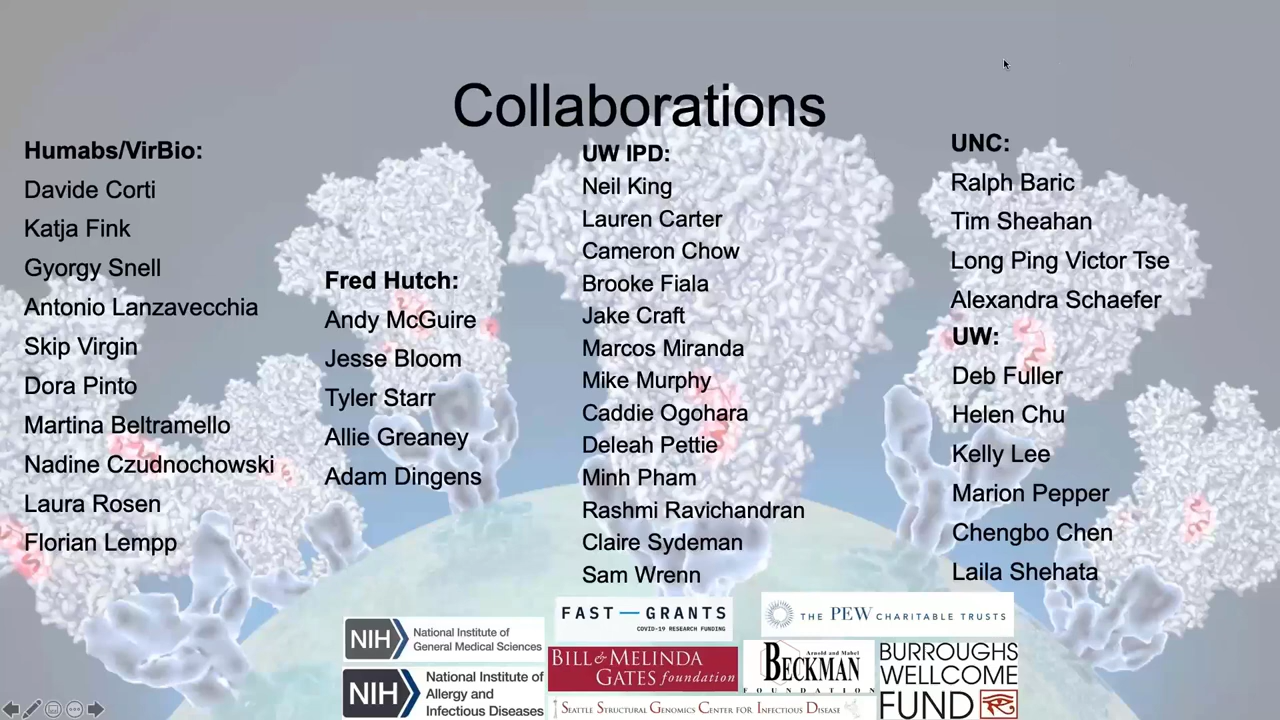 Collaborations
Humabs/VirBio:
Davide Corti
Katja Fink
Gyorgy Snell
Antonio Lanzavecchia
Skip Virgin
Dora Pinto
Martina Beltramello
Nadine Czudnochowski
Laura Rosen
Florian Lempp
Fred Hutch:
Andy McGuire
Jesse Bloom
Tyler Starr
Allie Greaney
Adam Dingens
UW IPD:
Neil King
Lauren Carter
Cameron Chow
Brooke Fiala
Jake Craft
Marcos Miranda
Mike Murphy
Caddie Ogohara
Deleah Pettie
Minh Pham
Rashmi Ravichandran
Claire Sydeman
Sam Wrenn
UNC:
Ralph Baric
Tim Sheahan
Long Ping Victor Tse
Alexandra Schaefer
UW:
Deb Fuller
Helen Chu
Kelly Lee
Marion Pepper
Chengbo Chen
Laila Shehata
NIH
National Institute of
General Medical Sciences
NIH
National Institute of
Allergy and
Infectious Diseases
FAST — GRANTS
COVID-19 RESEARCH FUNDING
THE PEW CHARITABLE TRUSTS
BILL & MELINDA
GATES foundation
Arnold and Mabel
BECKMAN
FOUNDATION
BURROUGHS
WELLCOME
FUND
SEATTLE STRUCTURAL GENOMICS CENTER FOR INFECTIOUS DISEASE